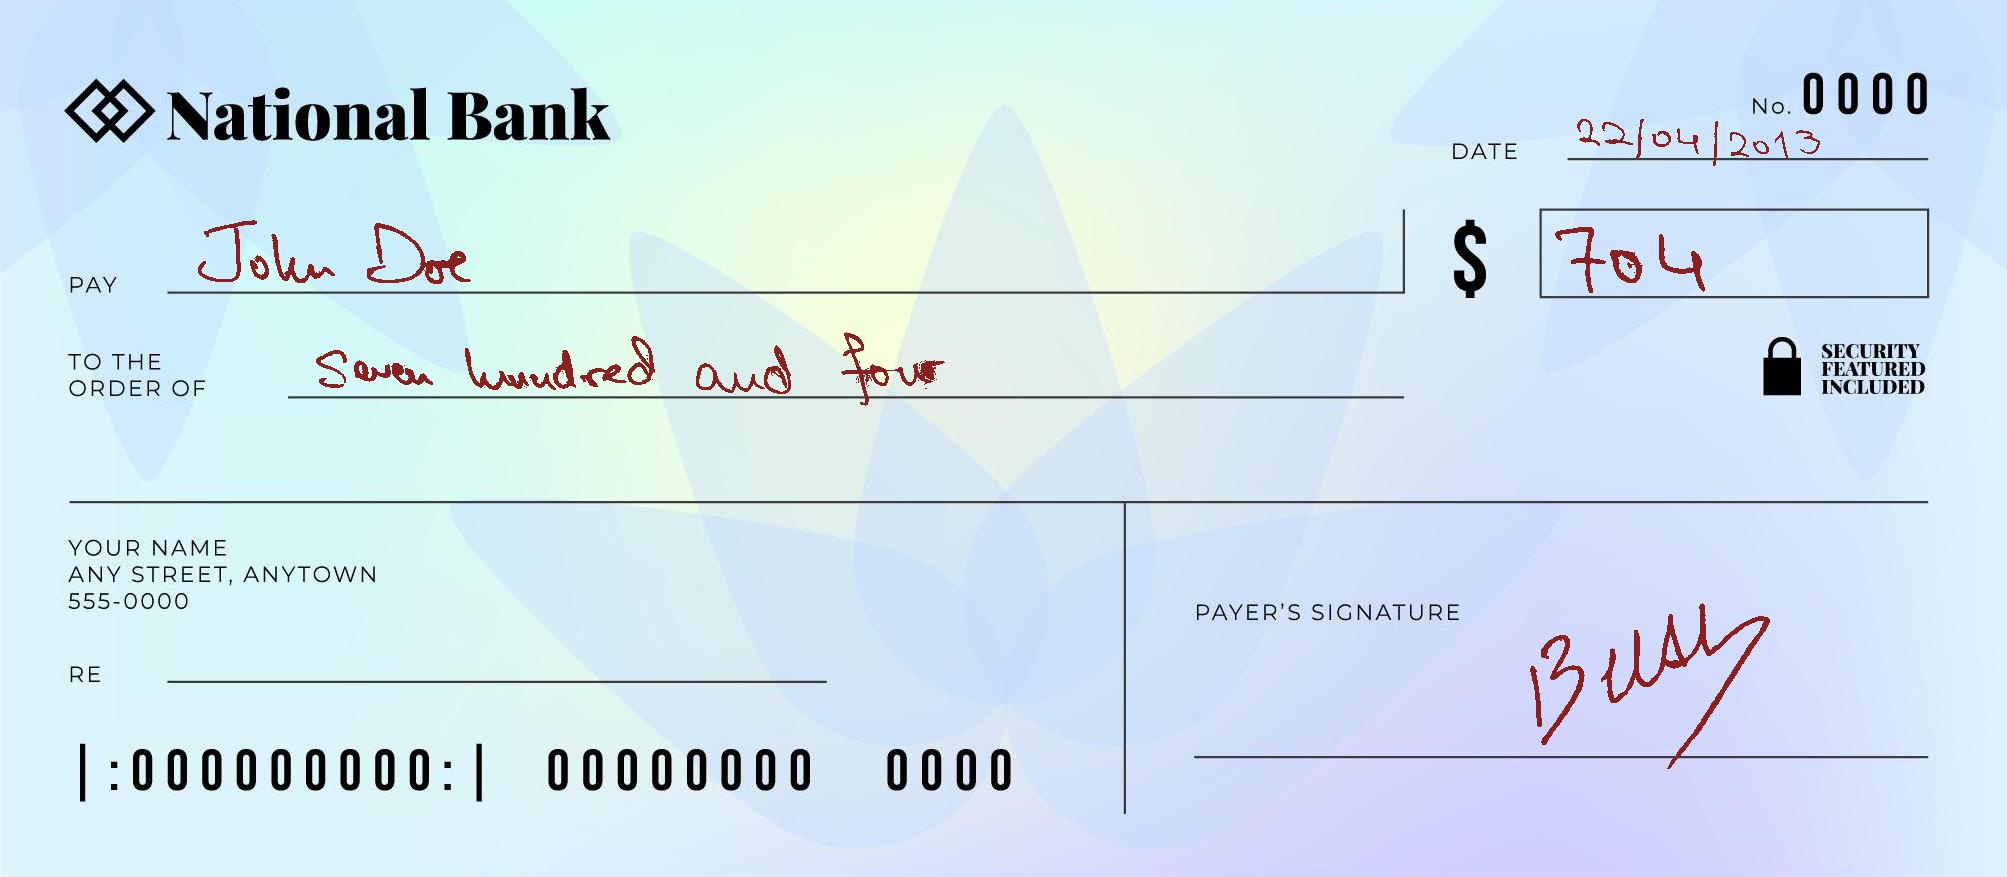 National Bank
No. 0000
DATE 22/04/2013
PAY John Doe
$ 704
TO THE
ORDER OF Seven hundred and four
SECURITY
FEATURED
INCLUDED
YOUR NAME
ANY STREET, ANYTOWN
555-0000
PAYER'S SIGNATURE
RE
|:000000000:| 00000000 0000